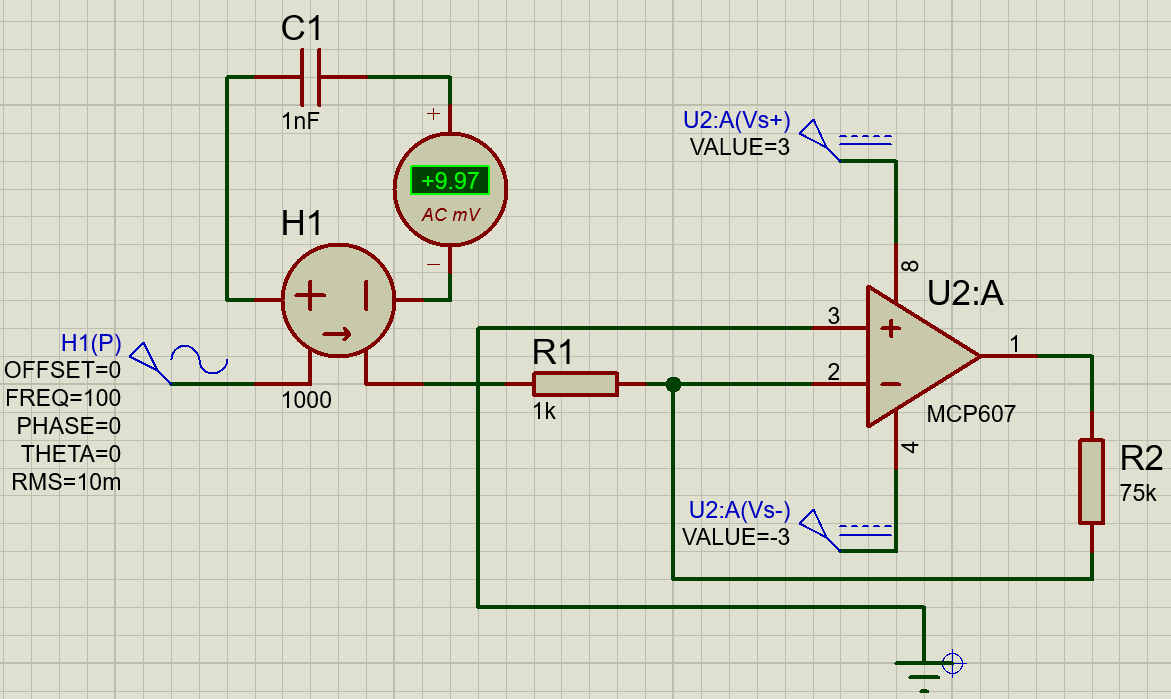 C1
1nF
+
+9.97
AC mV
−
H1
1000
H1(P)
OFFSET=0
FREQ=100
PHASE=0
THETA=0
RMS=10m
R1
1k
U2:A(Vs+)
VALUE=3
8
U2:A
3
2
1
MCP607
4
U2:A(Vs-)
VALUE=-3
R2
75k